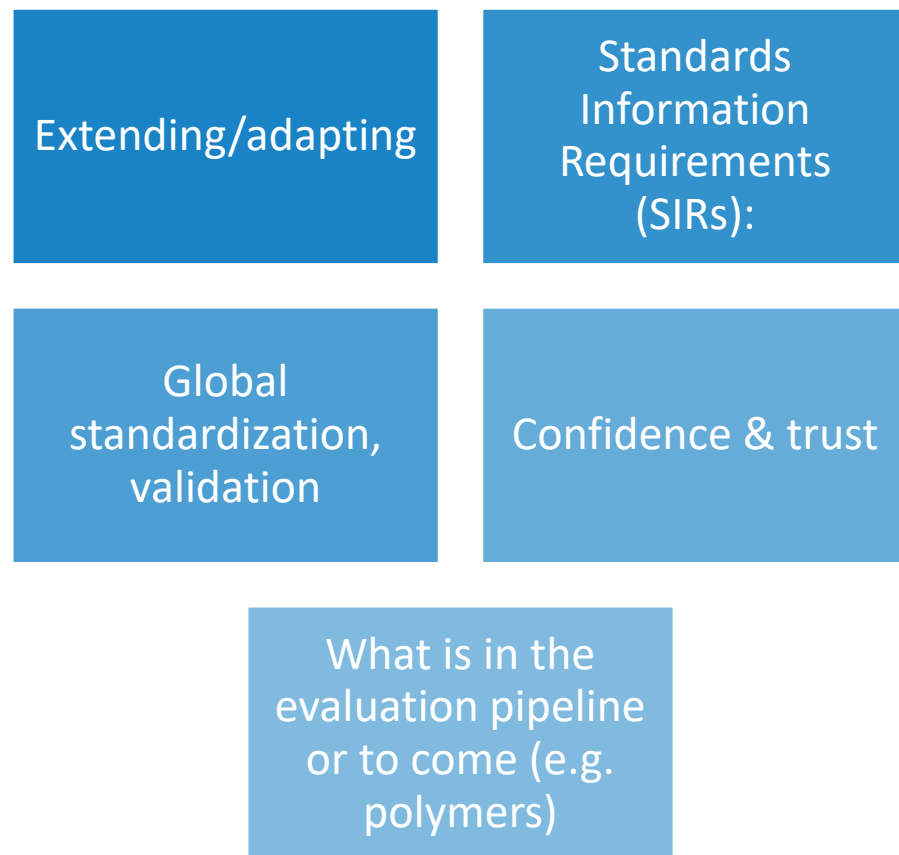 Extending/adapting
Standards
Information
Requirements
(SIRs):
Global
standardization,
validation
Confidence & trust
What is in the
evaluation pipeline
or to come (e.g.
polymers)